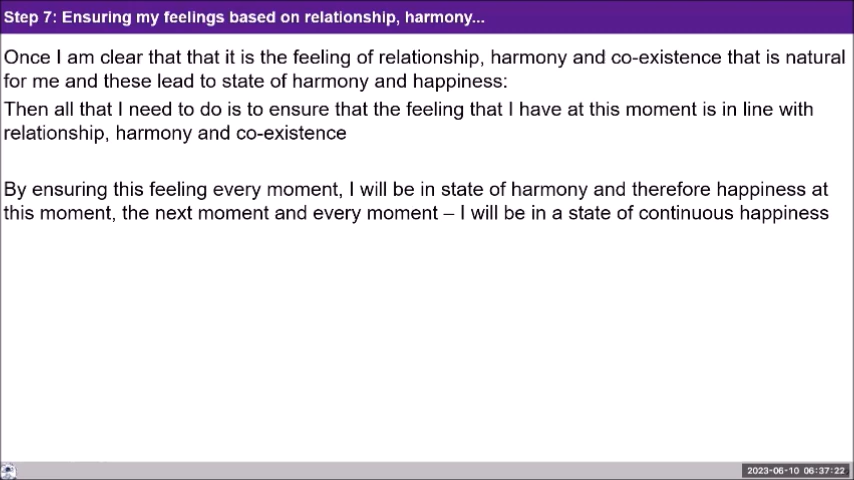 Step 7: Ensuring my feelings based on relationship, harmony...
Once I am clear that that it is the feeling of relationship, harmony and co-existence that is natural
for me and these lead to state of harmony and happiness:
Then all that I need to do is to ensure that the feeling that I have at this moment is in line with
relationship, harmony and co-existence
By ensuring this feeling every moment, I will be in state of harmony and therefore happiness at
this moment, the next moment and every moment – I will be in a state of continuous happiness
2023-06-10 06:37:22